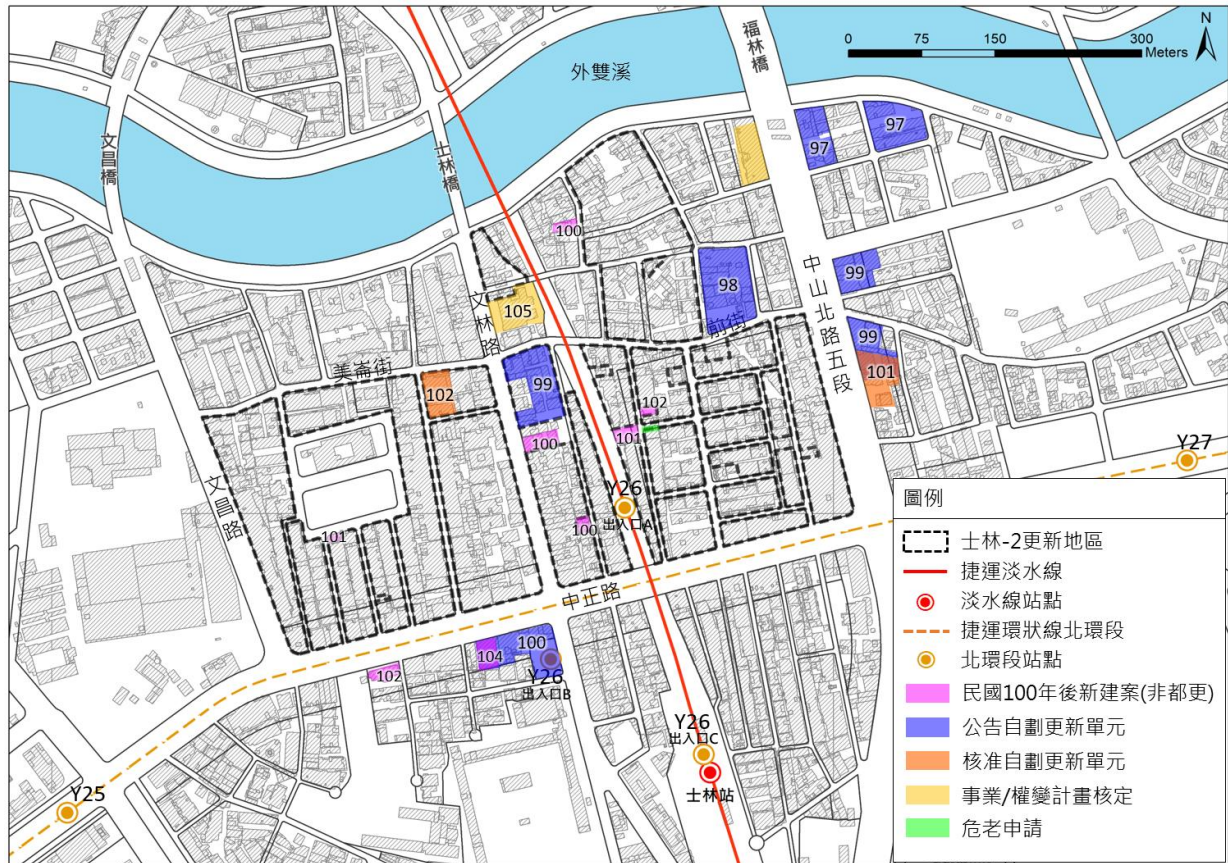 N
0 75 150 300
Meters
福林橋
外雙溪
文昌橋
士林橋
97
97
100
99
98
中山北路五段
文林路
105
前街
99
美崙街
101
102
99
102
100
101
Y27
Y26
出入口A
文昌路
100
101
中正路
100
104
102
Y26
出入口B
Y26
出入口C
士林站
Y25
圖例
士林-2更新地區
捷運淡水線
淡水線站點
捷運環狀線北環段
北環段站點
民國100年後新建案(非都更)
公告自劃更新單元
核准自劃更新單元
事業/權變計畫核定
危老申請